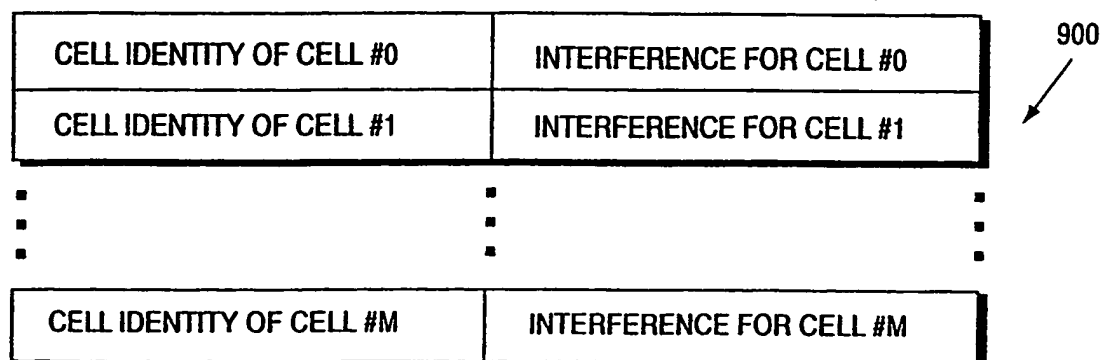 CELL IDENTITY OF CELL #0 INTERFERENCE FOR CELL #0 900
CELL IDENTITY OF CELL #1 INTERFERENCE FOR CELL #1
CELL IDENTITY OF CELL #M INTERFERENCE FOR CELL #M